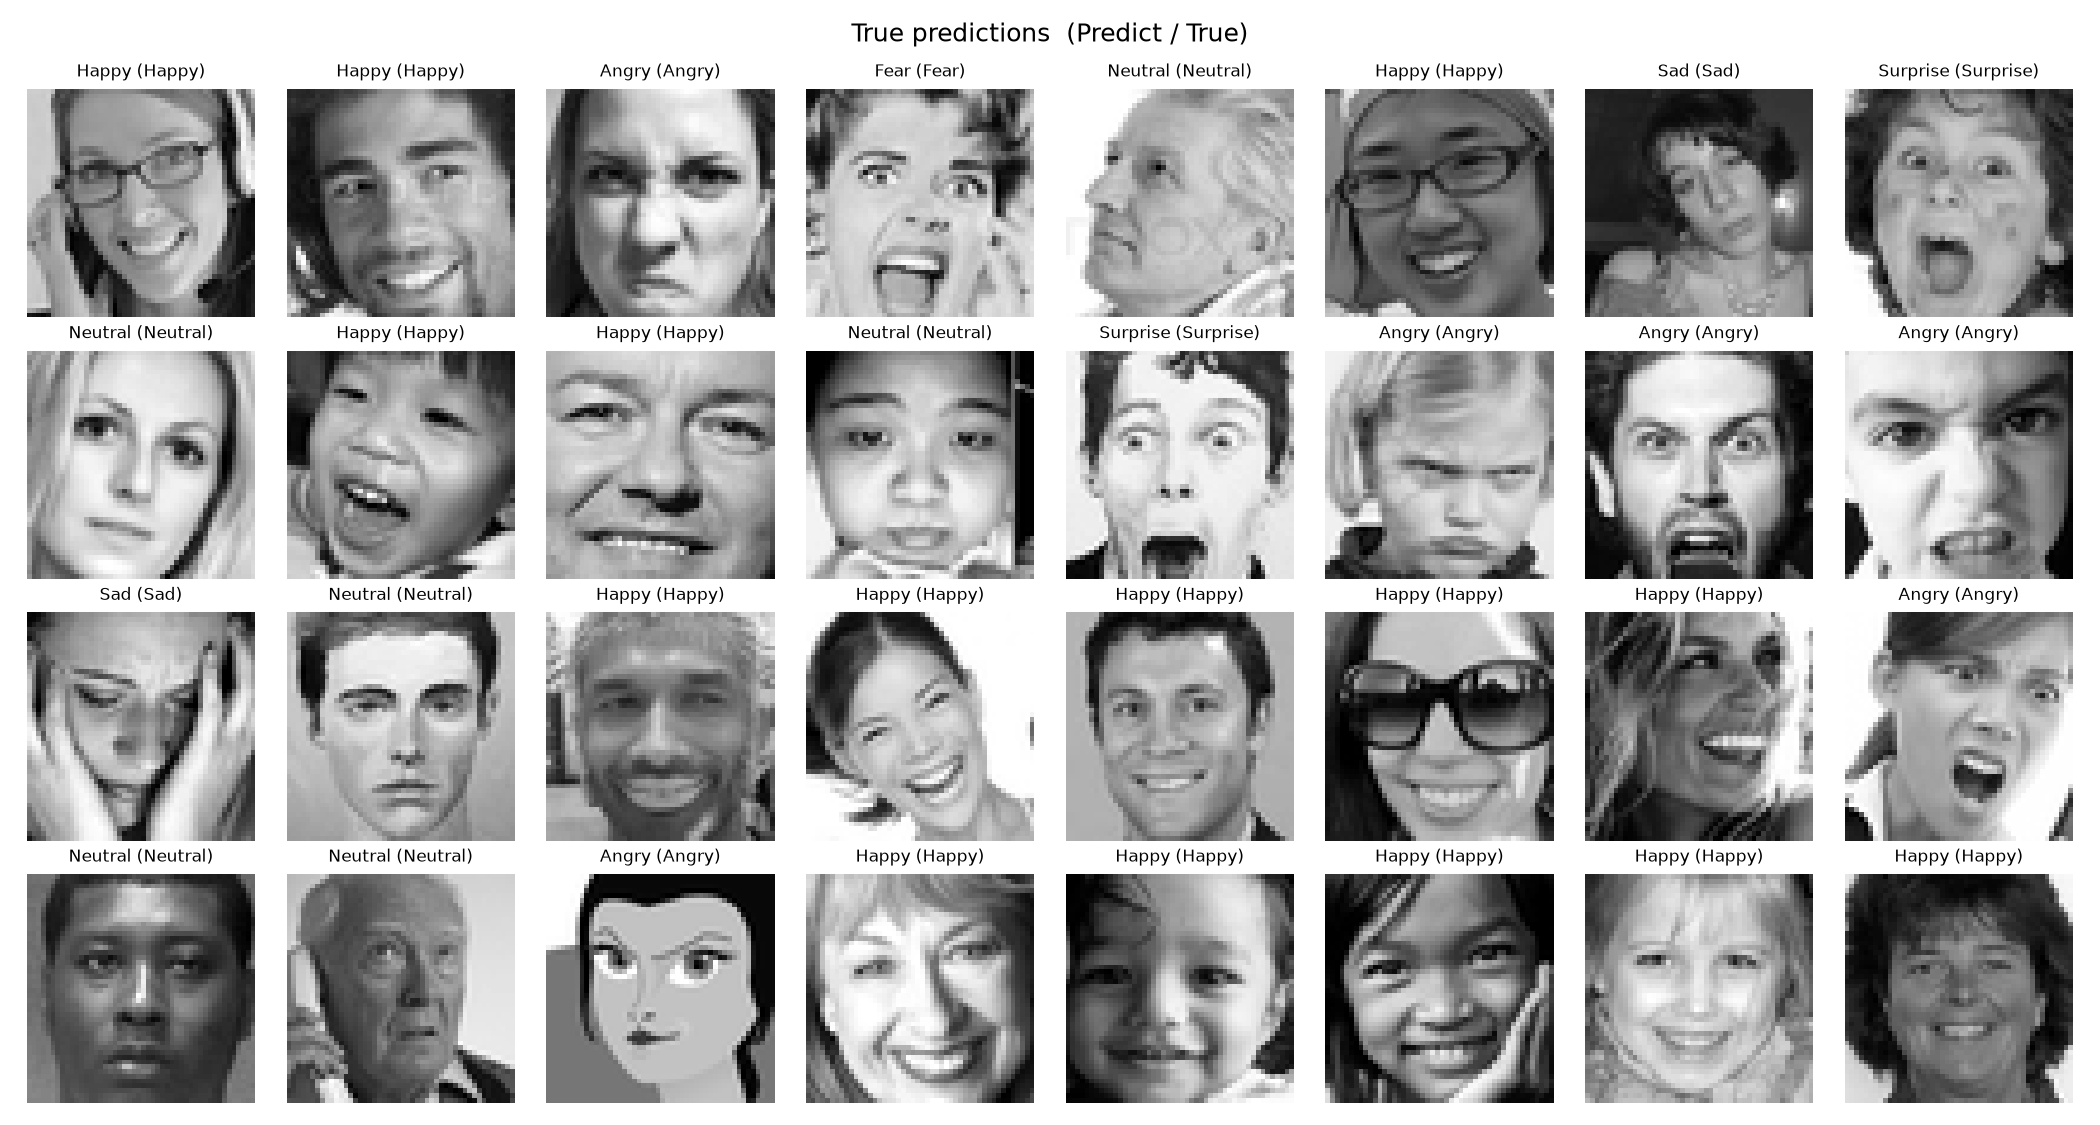 True predictions  (Predict / True)
Happy (Happy) Happy (Happy) Angry (Angry) Fear (Fear) Neutral (Neutral) Happy (Happy) Sad (Sad) Surprise (Surprise)
Neutral (Neutral) Happy (Happy) Happy (Happy) Neutral (Neutral) Surprise (Surprise) Angry (Angry) Angry (Angry) Angry (Angry)
Sad (Sad) Neutral (Neutral) Happy (Happy) Happy (Happy) Happy (Happy) Happy (Happy) Happy (Happy) Angry (Angry)
Neutral (Neutral) Neutral (Neutral) Angry (Angry) Happy (Happy) Happy (Happy) Happy (Happy) Happy (Happy) Happy (Happy)